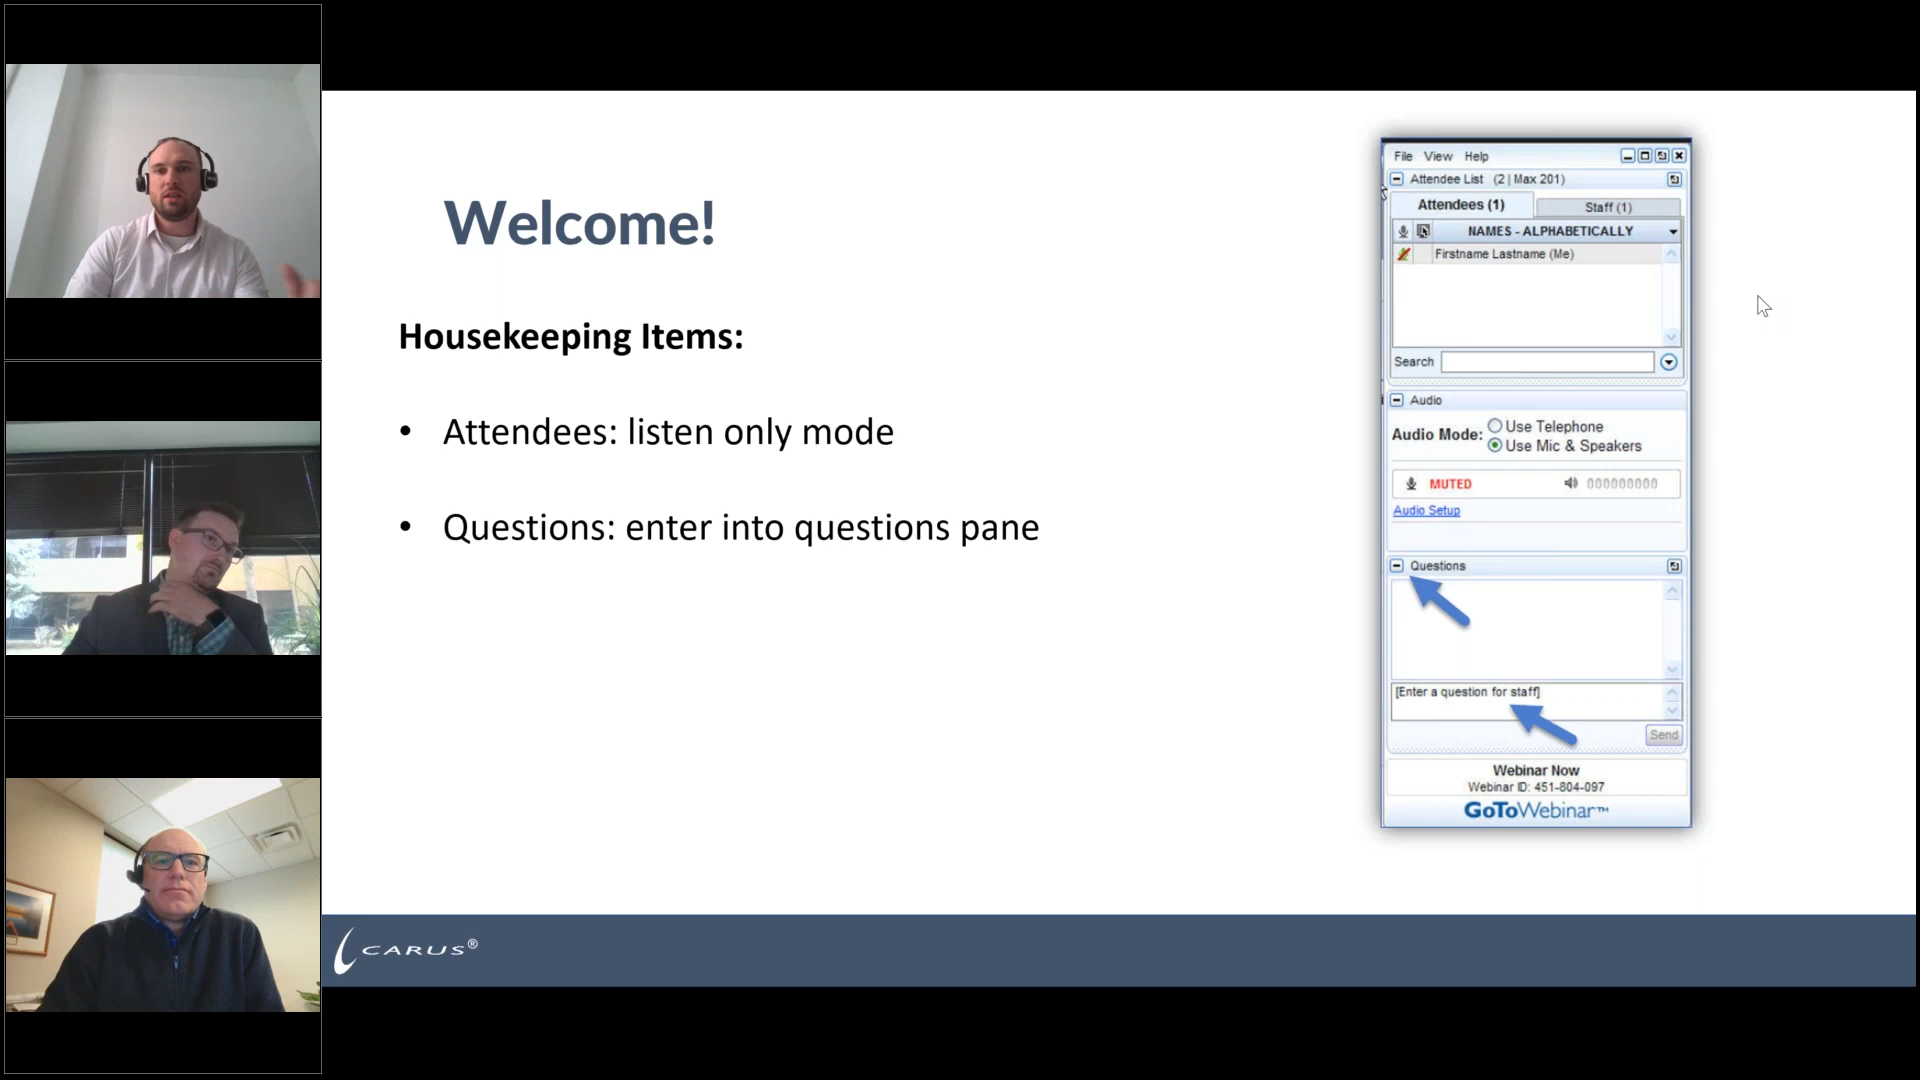 Welcome!
Housekeeping Items:
• Attendees: listen only mode
• Questions: enter into questions pane
File View Help
Attendee List (2 | Max 201)
Attendees (1) Staff (1)
NAMES - ALPHABETICALLY
Firstname Lastname (Me)
Search
Audio
Audio Mode: Use Telephone
Use Mic & Speakers
MUTED 000000000
Audio Setup
Questions
[Enter a question for staff]
Send
Webinar Now
Webinar ID: 451-804-097
GoToWebinar™
CARUS®